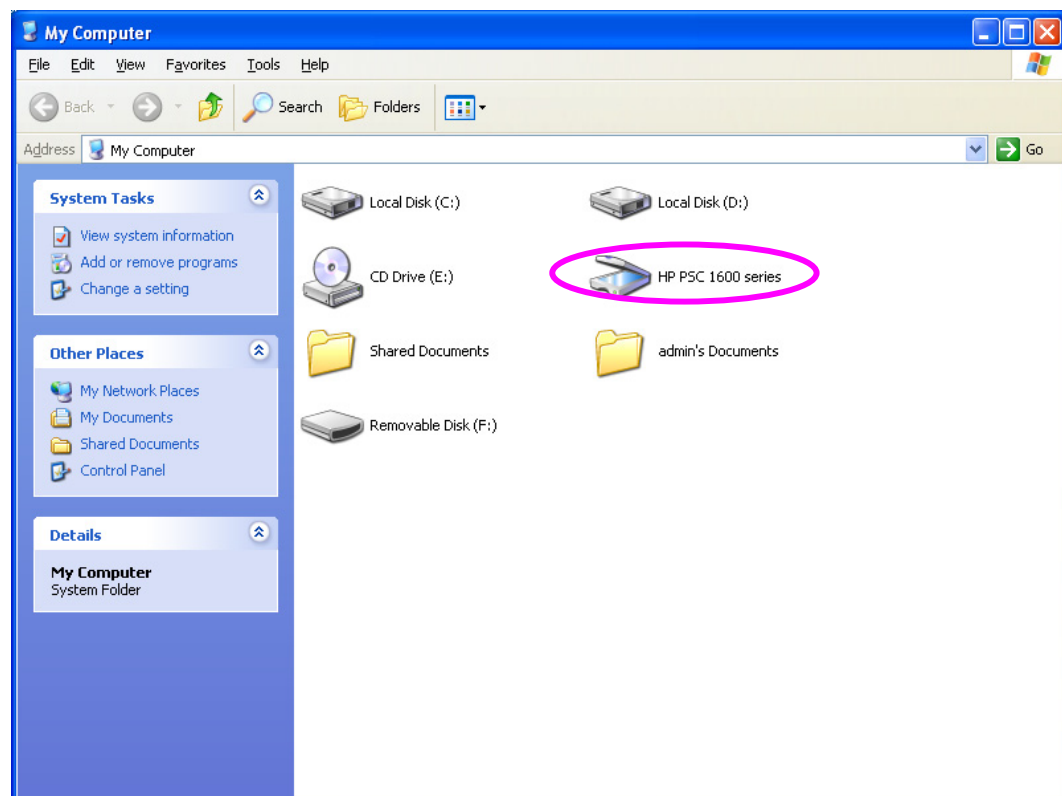 My Computer
File Edit View Favorites Tools Help
Back Search Folders
Address My Computer Go
System Tasks
View system information
Add or remove programs
Change a setting
Other Places
My Network Places
My Documents
Shared Documents
Control Panel
Details
My Computer
System Folder
Local Disk (C:) Local Disk (D:)
CD Drive (E:) HP PSC 1600 series
Shared Documents admin's Documents
Removable Disk (F:)